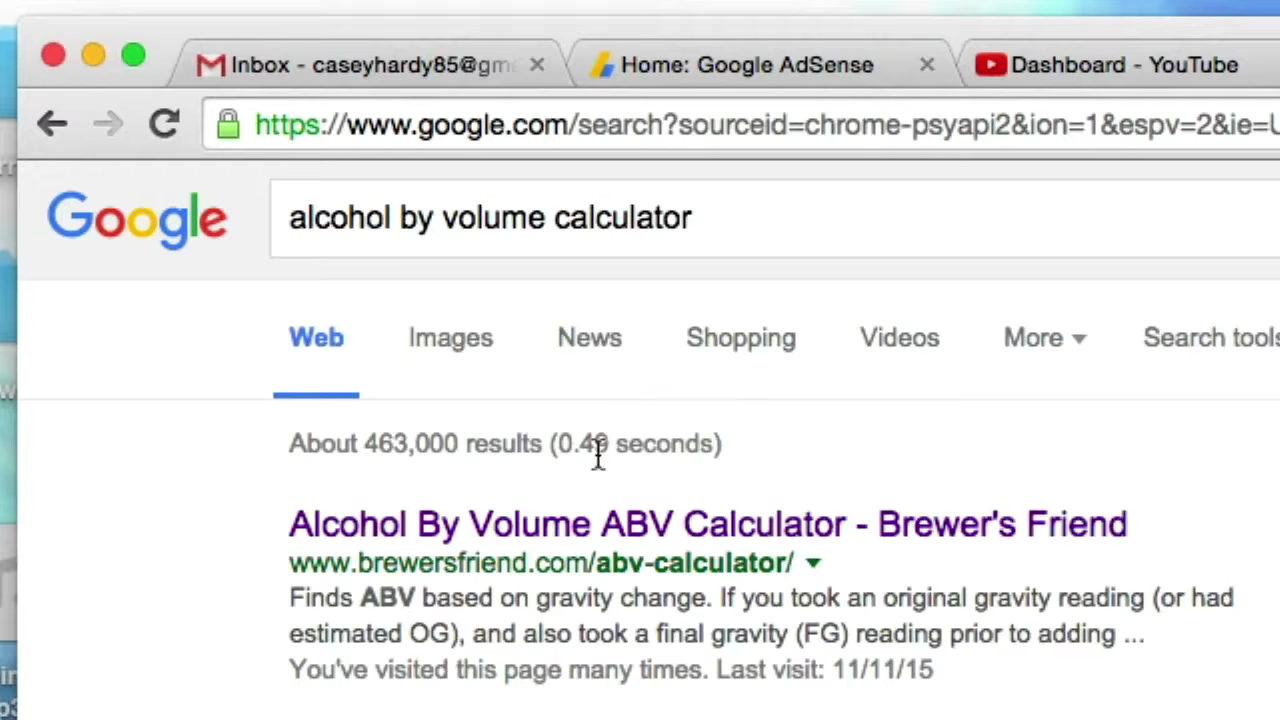 Inbox - caseyhardy85@gm
Home: Google AdSense
Dashboard - YouTube
https://www.google.com/search?sourceid=chrome-psyapi2&ion=1&espv=2&ie=U
Google
alcohol by volume calculator
Web Images News Shopping Videos More Search tools
About 463,000 results (0.49 seconds)
Alcohol By Volume ABV Calculator - Brewer's Friend
www.brewersfriend.com/abv-calculator/
Finds ABV based on gravity change. If you took an original gravity reading (or had
estimated OG), and also took a final gravity (FG) reading prior to adding ...
You've visited this page many times. Last visit: 11/11/15